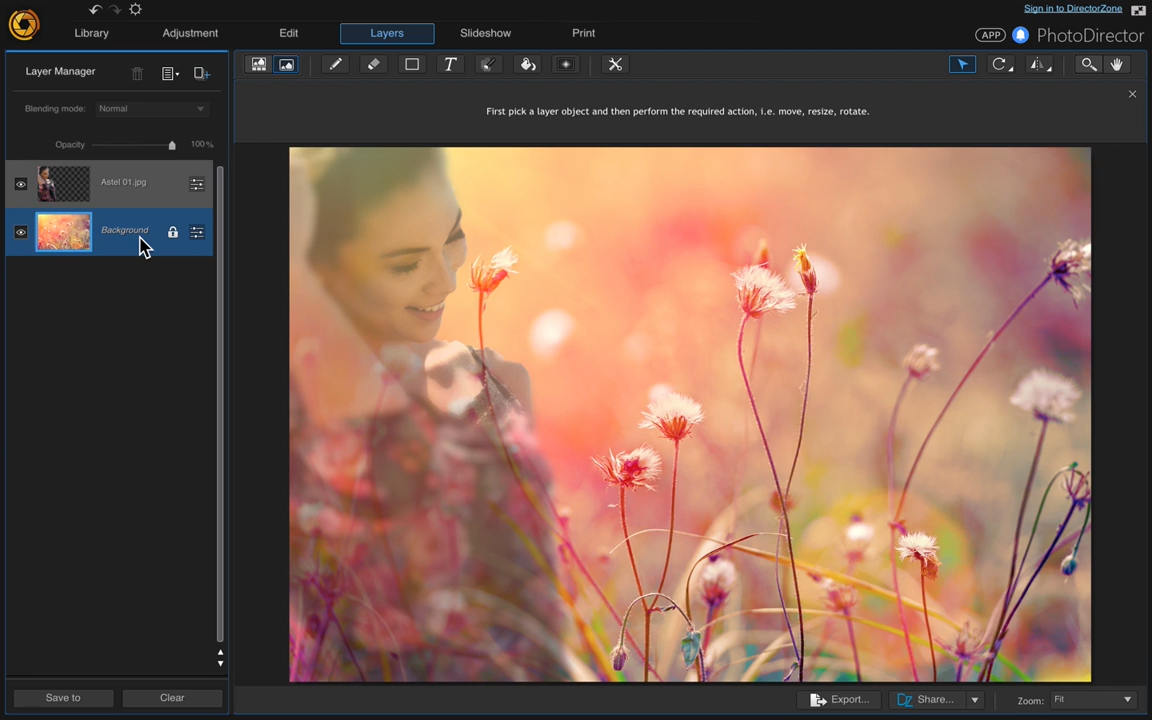 Sign in to DirectorZone
Library
Adjustment
Edit
Layers
Slideshow
Print
APP
PhotoDirector
Layer Manager
T
Blending mode:
Normal
First pick a layer object and then perform the required action, i.e. move, resize, rotate.
Opacity
100%
Astel 01.jpg
Background
Save to
Clear
Export...
Share...
Zoom:
Fit